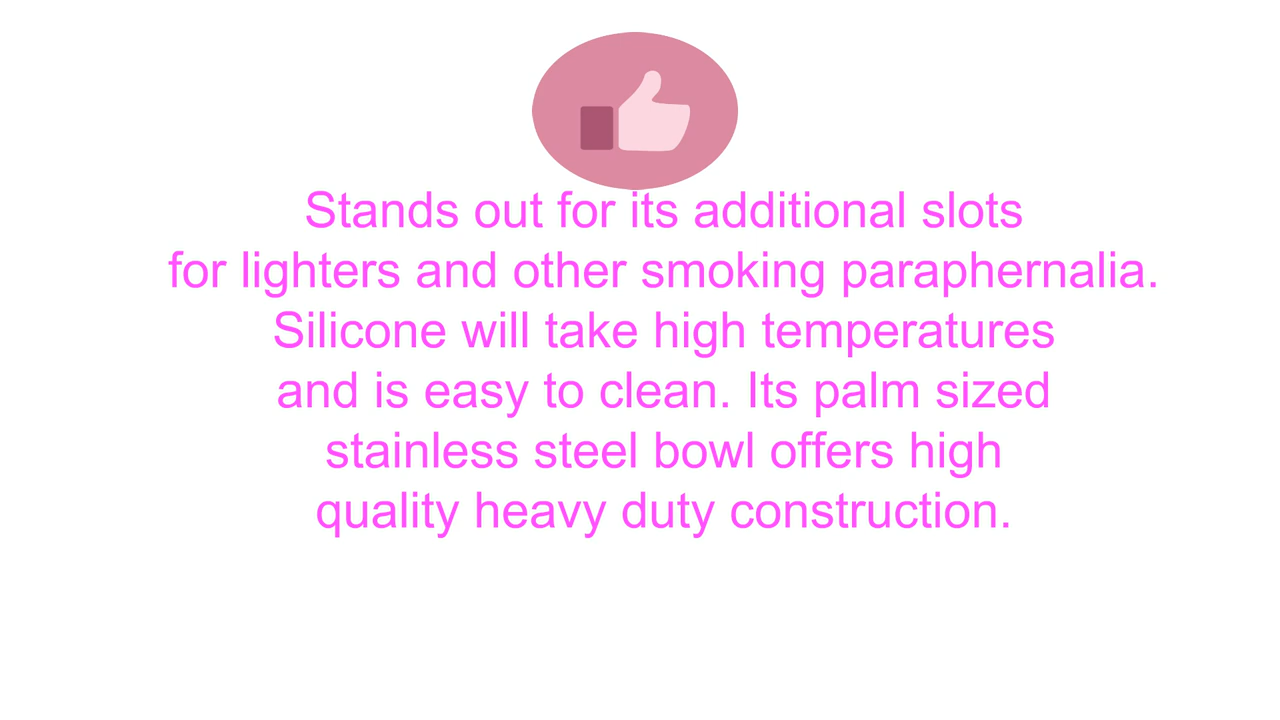 Stands out for its additional slots
for lighters and other smoking paraphernalia.
Silicone will take high temperatures
and is easy to clean. Its palm sized
stainless steel bowl offers high
quality heavy duty construction.